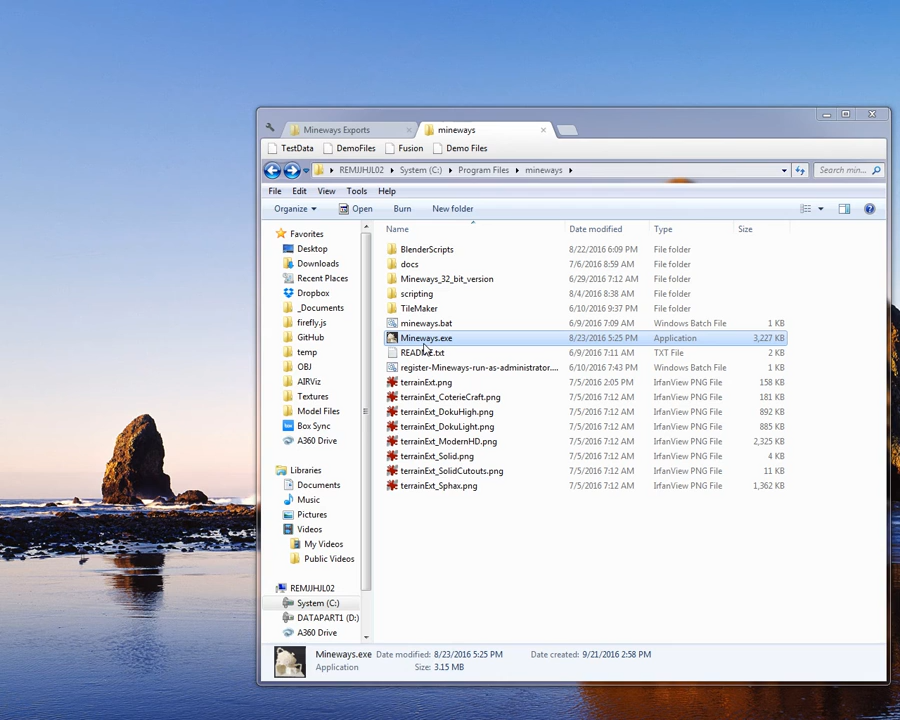 Mineways Exports
mineways
TestData DemoFiles Fusion Demo Files
REMJJHJL02 System (C:) Program Files mineways Search min...
File Edit View Tools Help
Organize Open Burn New folder
Name Date modified Type Size
Favorites
Desktop
Downloads
Recent Places
Dropbox
_Documents
firefly.js
GitHub
temp
OBJ
AIRViz
Textures
Model Files
Box Sync
A360 Drive
Libraries
Documents
Music
Pictures
Videos
My Videos
Public Videos
REMJJHJL02
System (C:)
DATAPART1 (D:)
A360 Drive
BlenderScripts 8/22/2016 6:09 PM File folder
docs 7/6/2016 8:59 AM File folder
Mineways_32_bit_version 6/29/2016 7:12 AM File folder
scripting 8/4/2016 8:38 AM File folder
TileMaker 6/10/2016 9:37 PM File folder
mineways.bat 6/9/2016 7:09 AM Windows Batch File 1 KB
Mineways.exe 8/23/2016 5:25 PM Application 3,227 KB
README.txt 6/9/2016 7:11 AM TXT File 2 KB
register-Mineways-run-as-administrator.... 6/10/2016 7:43 PM Windows Batch File 1 KB
terrainExt.png 7/5/2016 2:05 PM IrfanView PNG File 158 KB
terrainExt_CoterieCraft.png 7/5/2016 7:12 AM IrfanView PNG File 181 KB
terrainExt_DokuHigh.png 7/5/2016 7:12 AM IrfanView PNG File 892 KB
terrainExt_DokuLight.png 7/5/2016 7:12 AM IrfanView PNG File 885 KB
terrainExt_ModernHD.png 7/5/2016 7:12 AM IrfanView PNG File 2,325 KB
terrainExt_Solid.png 7/5/2016 7:12 AM IrfanView PNG File 4 KB
terrainExt_SolidCutouts.png 7/5/2016 7:12 AM IrfanView PNG File 11 KB
terrainExt_Sphax.png 7/5/2016 7:12 AM IrfanView PNG File 1,362 KB
Mineways.exe Date modified: 8/23/2016 5:25 PM Date created: 9/21/2016 2:58 PM
Application Size: 3.15 MB